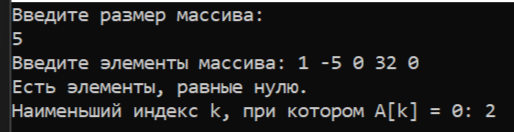 Введите размер массива:
5
Введите элементы массива: 1 -5 0 32 0
Есть элементы, равные нулю.
Наименьший индекс k, при котором A[k] = 0: 2